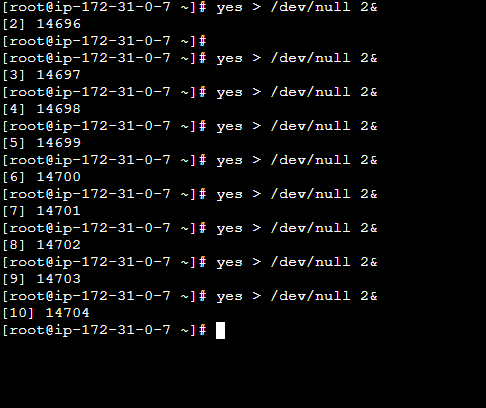 [root@ip-172-31-0-7 ~]# yes > /dev/null 2&
[2] 14696
[root@ip-172-31-0-7 ~]#
[root@ip-172-31-0-7 ~]# yes > /dev/null 2&
[3] 14697
[root@ip-172-31-0-7 ~]# yes > /dev/null 2&
[4] 14698
[root@ip-172-31-0-7 ~]# yes > /dev/null 2&
[5] 14699
[root@ip-172-31-0-7 ~]# yes > /dev/null 2&
[6] 14700
[root@ip-172-31-0-7 ~]# yes > /dev/null 2&
[7] 14701
[root@ip-172-31-0-7 ~]# yes > /dev/null 2&
[8] 14702
[root@ip-172-31-0-7 ~]# yes > /dev/null 2&
[9] 14703
[root@ip-172-31-0-7 ~]# yes > /dev/null 2&
[10] 14704
[root@ip-172-31-0-7 ~]#